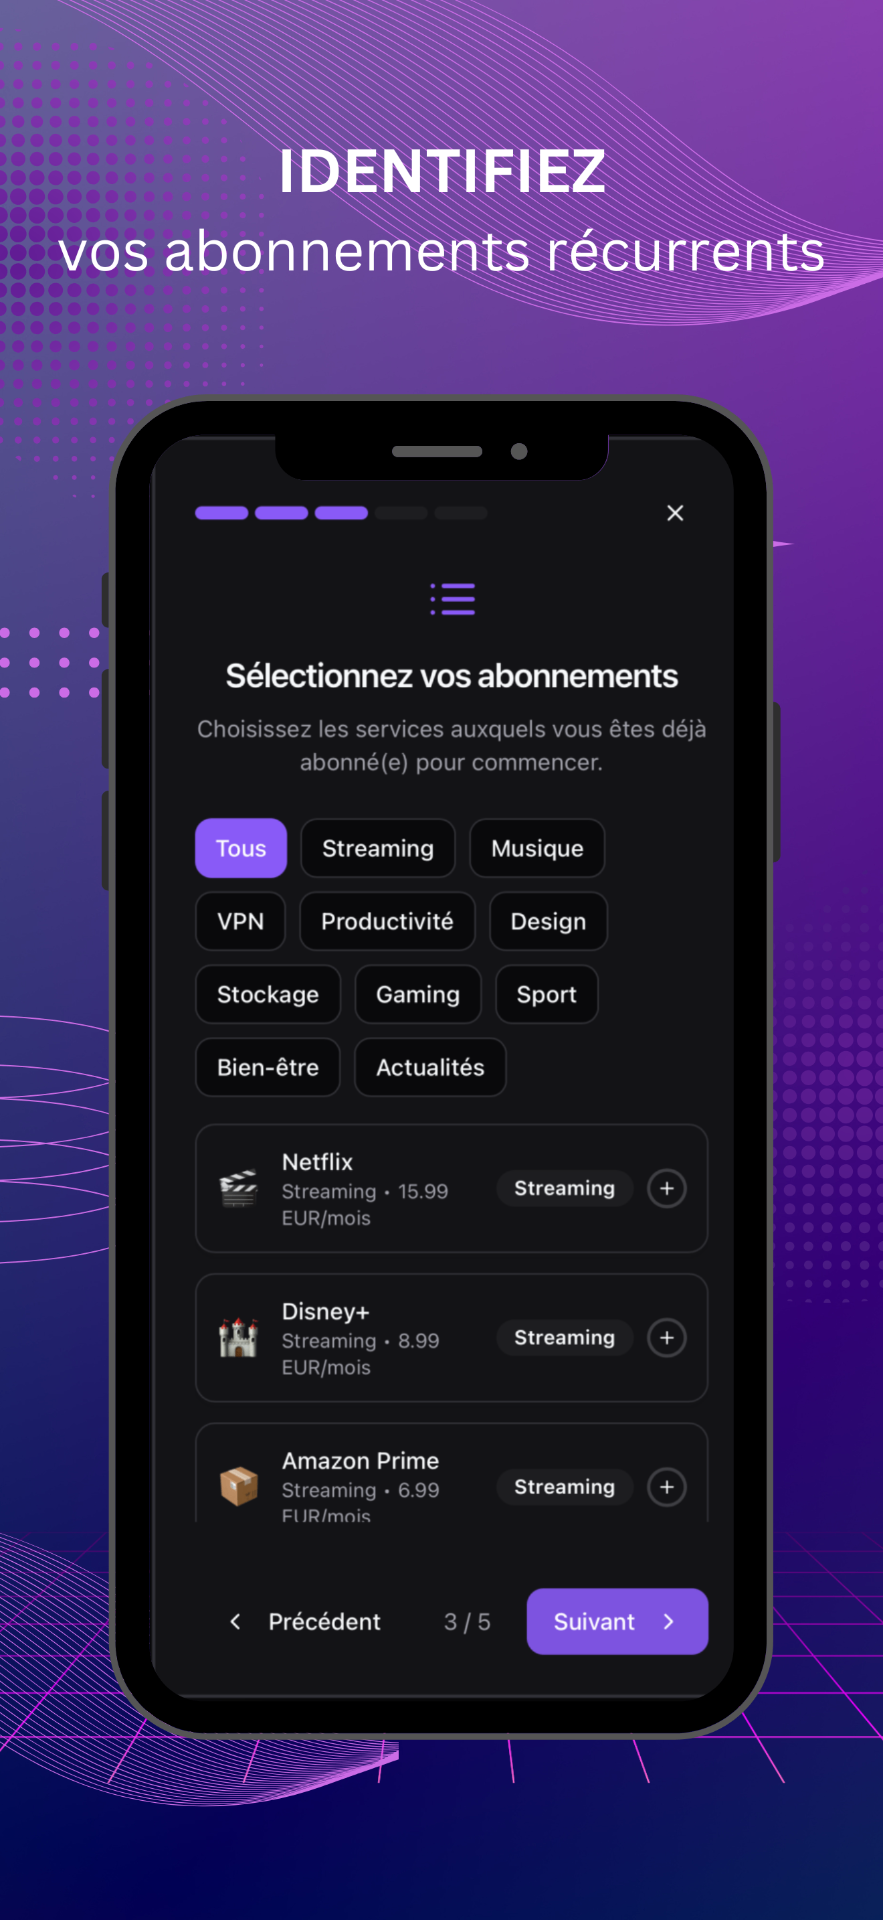 IDENTIFIEZ
vos abonnements récurrents
Sélectionnez vos abonnements
Choisissez les services auxquels vous êtes déjà
abonné(e) pour commencer.
Tous Streaming Musique
VPN Productivité Design
Stockage Gaming Sport
Bien-être Actualités
Netflix
Streaming • 15.99
EUR/mois
Streaming
Disney+
Streaming • 8.99
EUR/mois
Streaming
Amazon Prime
Streaming • 6.99
EUR/mois
Streaming
Précédent 3 / 5 Suivant